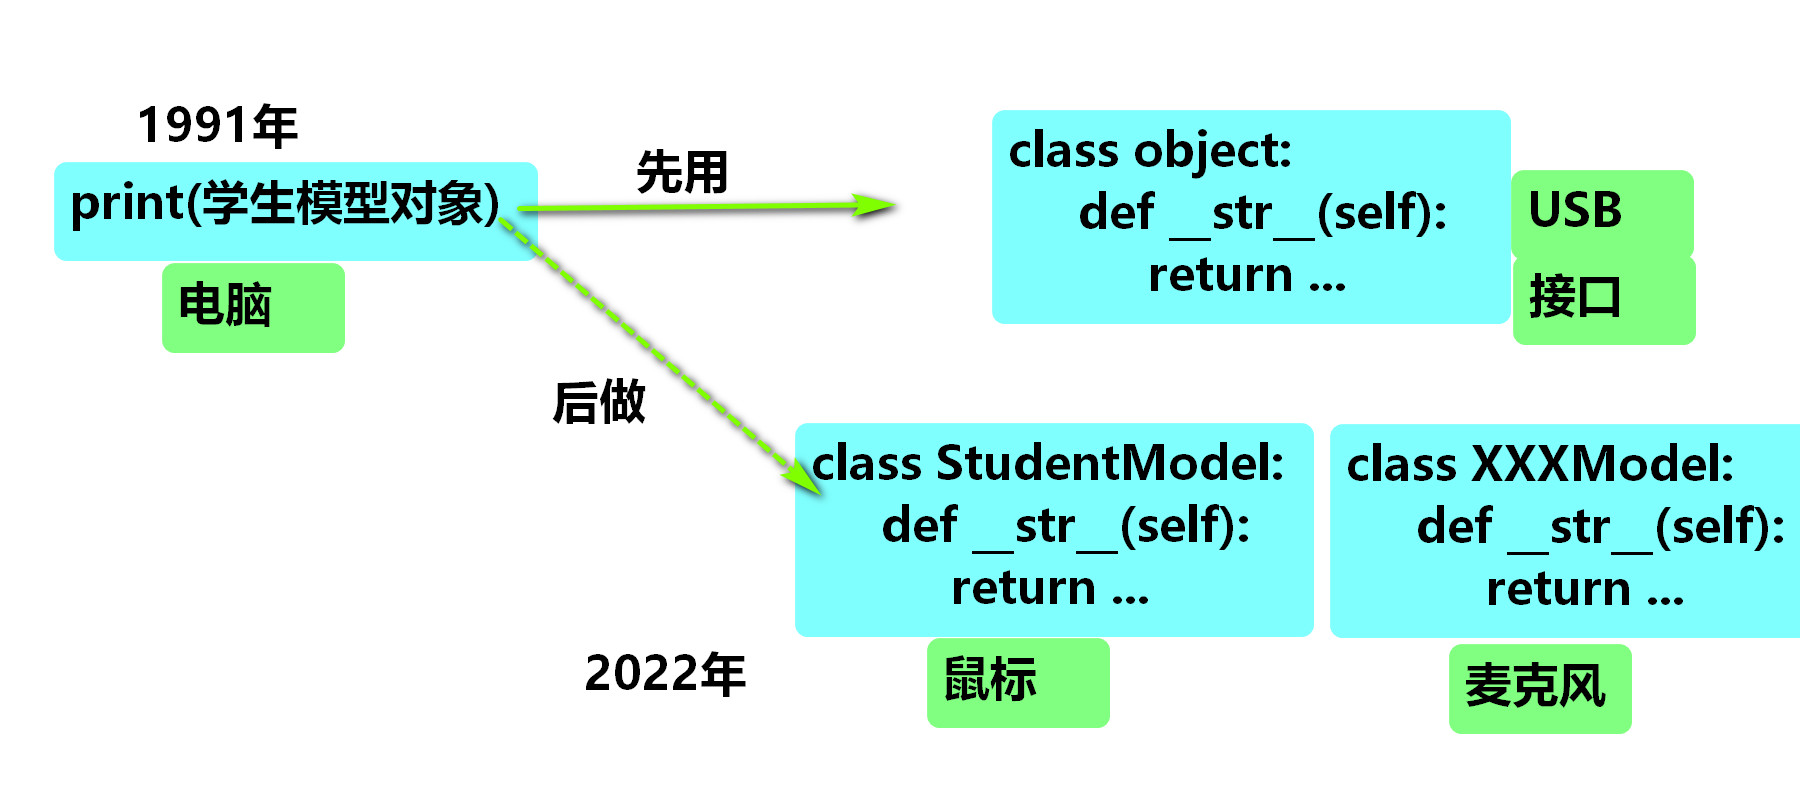 1991年
print(学生模型对象)
电脑
先用
class object:
def __str__(self):
return ...
USB
接口
后做
class StudentModel:
def __str__(self):
return ...
class XXXModel:
def __str__(self):
return ...
2022年
鼠标
麦克风